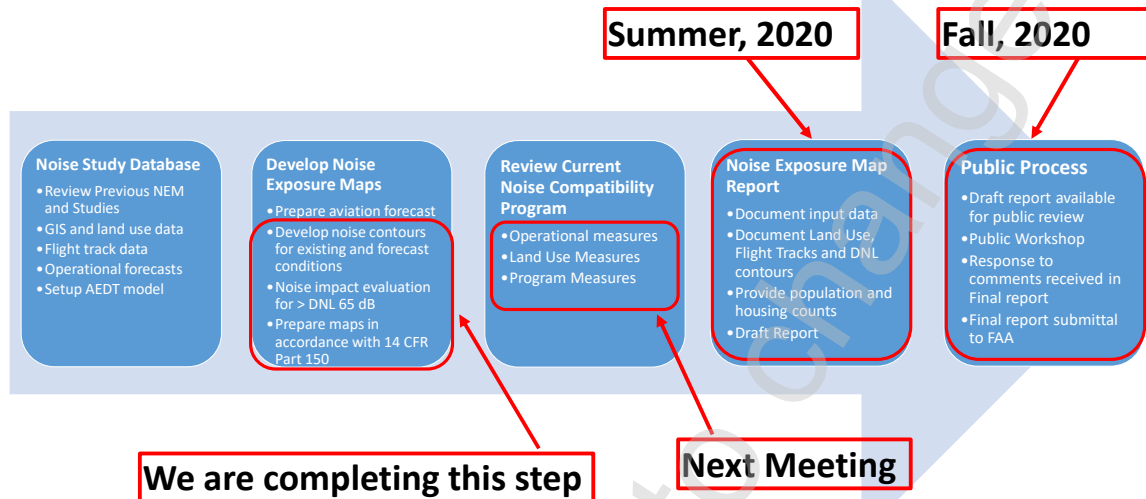 Summer, 2020
Fall, 2020
Noise Study Database
•Review Previous NEM
and Studies
•GIS and land use data
•Flight track data
•Operational forecasts
•Setup AEDT model
Develop Noise
Exposure Maps
•Prepare aviation forecast
•Develop noise contours
for existing and forecast
conditions
•Noise impact evaluation
for > DNL 65 dB
•Prepare maps in
accordance with 14 CFR
Part 150
Review Current
Noise Compatibility
Program
•Operational measures
•Land Use Measures
•Program Measures
Noise Exposure Map
Report
•Document input data
•Document Land Use,
Flight Tracks and DNL
contours
•Provide population and
housing counts
•Draft Report
Public Process
•Draft report available
for public review
•Public Workshop
•Response to
comments received in
Final report
•Final report submittal
to FAA
We are completing this step
Next Meeting
to change